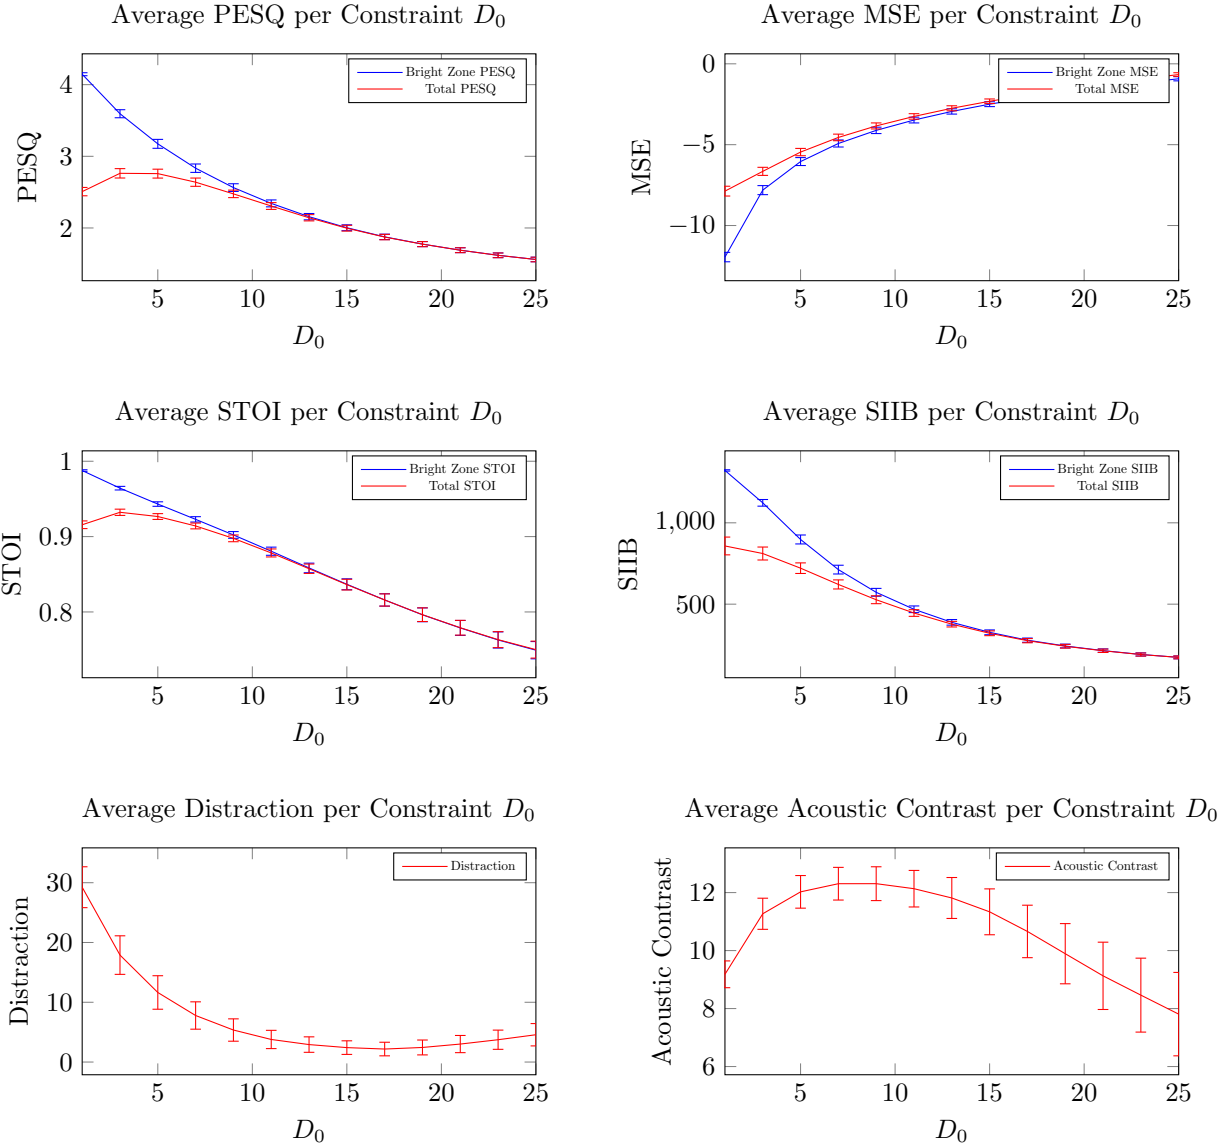 Average PESQ per Constraint D₀
4
3
2
PESQ
Bright Zone PESQ
Total PESQ
5 10 15 20 25
D₀
Average MSE per Constraint D₀
0
−5
−10
MSE
Bright Zone MSE
Total MSE
5 10 15 20 25
D₀
Average STOI per Constraint D₀
1
0.9
0.8
STOI
Bright Zone STOI
Total STOI
5 10 15 20 25
D₀
Average SIIB per Constraint D₀
1,000
500
SIIB
Bright Zone SIIB
Total SIIB
5 10 15 20 25
D₀
Average Distraction per Constraint D₀
30
20
10
0
Distraction
Distraction
5 10 15 20 25
D₀
Average Acoustic Contrast per Constraint D₀
12
10
8
6
Acoustic Contrast
Acoustic Contrast
5 10 15 20 25
D₀